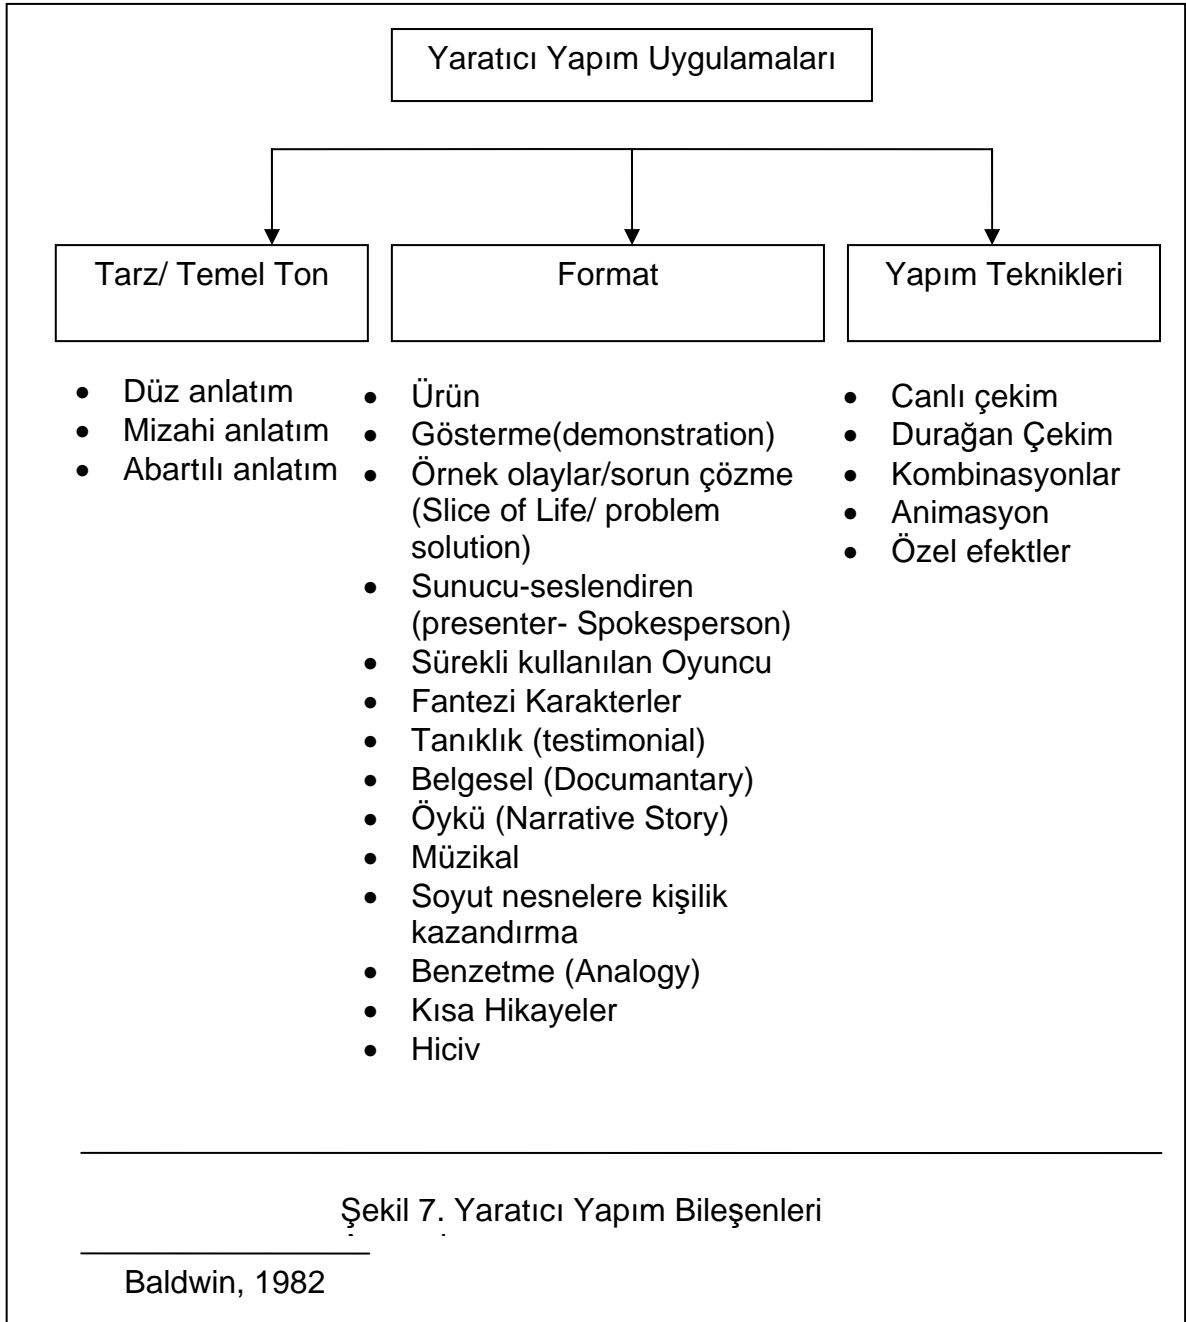 Yaratıcı Yapım Uygulamaları
Tarz/ Temel Ton
Format
Yapım Teknikleri
• Düz anlatım
• Mizahi anlatım
• Abartılı anlatım
• Ürün
• Gösterme(demonstration)
• Örnek olaylar/sorun çözme
(Slice of Life/ problem
solution)
• Sunucu-seslendiren
(presenter- Spokesperson)
• Sürekli kullanılan Oyuncu
• Fantezi Karakterler
• Tanıklık (testimonial)
• Belgesel (Documantary)
• Öykü (Narrative Story)
• Müzikal
• Soyut nesnelere kişilik
kazandırma
• Benzetme (Analogy)
• Kısa Hikayeler
• Hiciv
• Canlı çekim
• Durağan Çekim
• Kombinasyonlar
• Animasyon
• Özel efektler
Şekil 7. Yaratıcı Yapım Bileşenleri
Baldwin, 1982